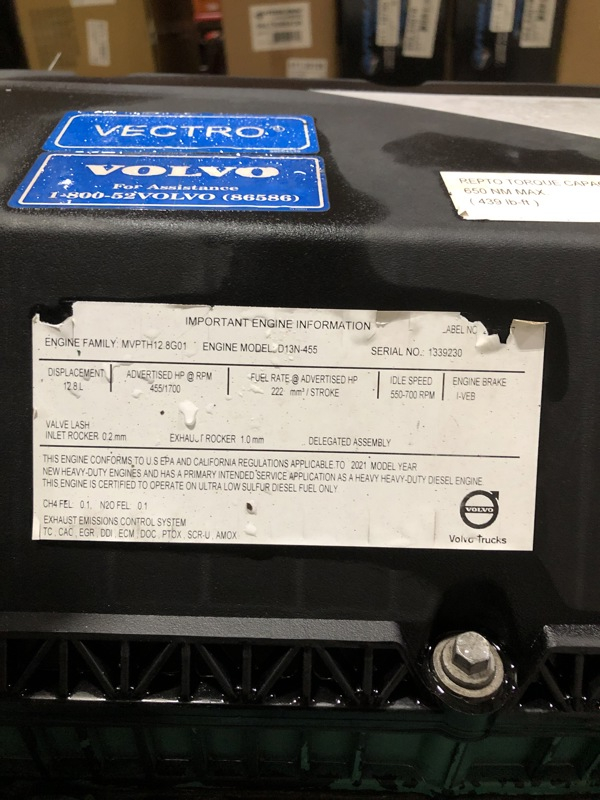 VECTRO®
VOLVO
For Assistance
1-800-52VOLVO (86586)
REPTO TORQUE
650 NM MAX
( 439 lb-ft )
IMPORTANT ENGINE INFORMATION
LABEL NO
ENGINE FAMILY: MVPTH12.8G01 ENGINE MODEL: D13N-455 SERIAL NO.: 1339230
DISPLACEMENT ADVERTISED HP @ RPM FUEL RATE @ ADVERTISED HP IDLE SPEED ENGINE BRAKE
12.8 L 455/1700 222 mm³ / STROKE 550-700 RPM I-VEB
VALVE LASH
INLET ROCKER 0.2 mm EXHAUST ROCKER 1.0 mm DELEGATED ASSEMBLY
THIS ENGINE CONFORMS TO U.S EPA AND CALIFORNIA REGULATIONS APPLICABLE TO 2021 MODEL YEAR
NEW HEAVY-DUTY ENGINES AND HAS A PRIMARY INTENDED SERVICE APPLICATION AS A HEAVY HEAVY-DUTY DIESEL ENGINE
THIS ENGINE IS CERTIFIED TO OPERATE ON ULTRA LOW SULFUR DIESEL FUEL ONLY
CH4 FEL 0.1, N2O FEL 0.1
EXHAUST EMISSIONS CONTROL SYSTEM
TC, CAC, EGR, DDI, ECM, DOC, PTOX, SCR-U, AMOX
VOLVO
Volvo Trucks